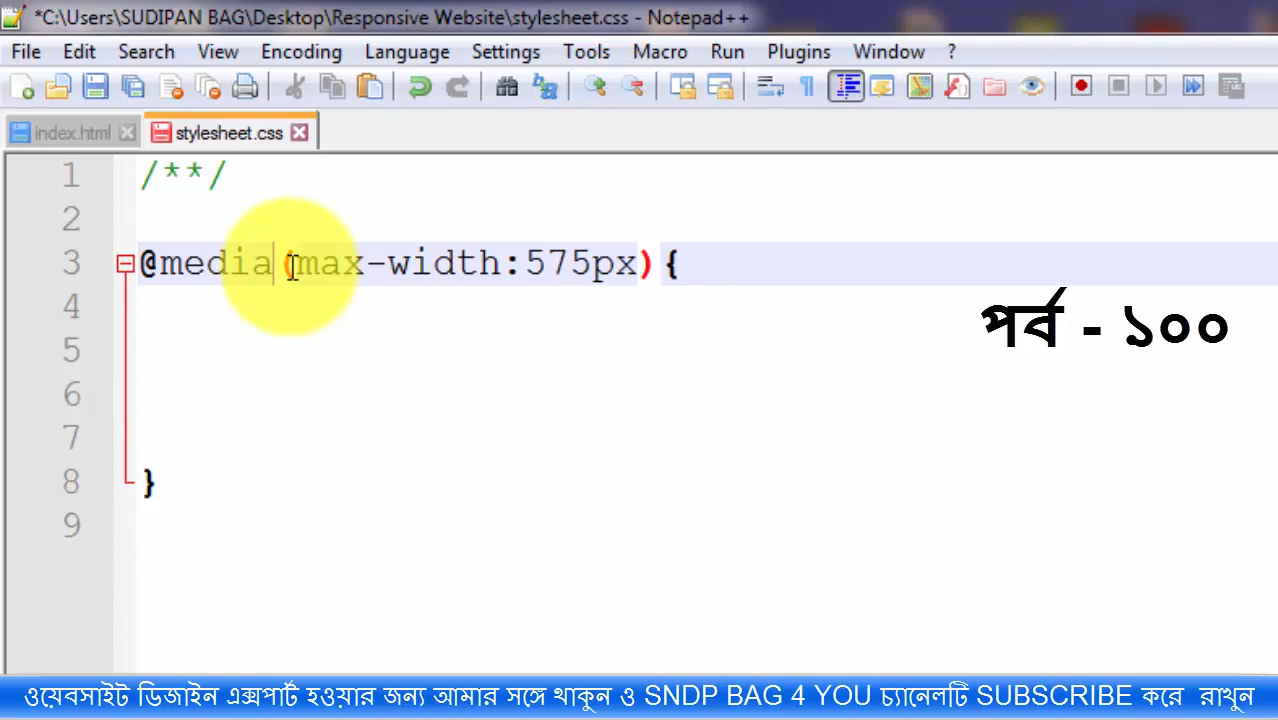 *C:\Users\SUDIPAN BAG\Desktop\Responsive Website\stylesheet.css - Notepad++
File Edit Search View Encoding Language Settings Tools Macro Run Plugins Window ?
index.html stylesheet.css
1 /**/
2
3 @media(max-width:575px){
4
পর্ব - ১০০
5
6
7
8 }
9
ওয়েবসাইট ডিজাইন এক্সপার্ট হওয়ার জন্য আমার সঙ্গে থাকুন ও SNDP BAG 4 YOU চ্যানেলটি SUBSCRIBE করে রাখুন